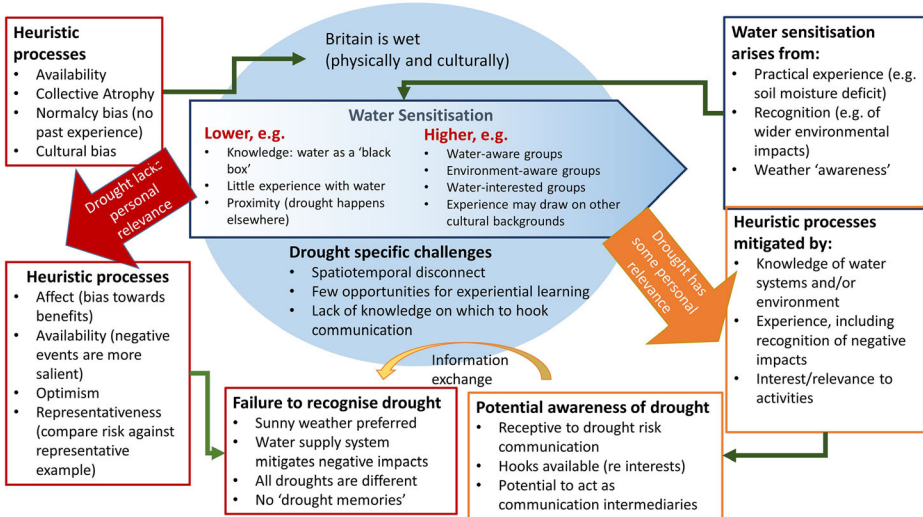 Heuristic
processes
• Availability
• Collective Atrophy
• Normalcy bias (no
past experience)
• Cultural bias
Britain is wet
(physically and culturally)
Water sensitisation
arises from:
• Practical experience (e.g.
soil moisture deficit)
• Recognition (e.g. of
wider environmental
impacts)
• Weather ‘awareness’
Water Sensitisation
Lower, e.g.
• Knowledge: water as a ‘black
box’
• Little experience with water
• Proximity (drought happens
elsewhere)
Higher, e.g.
• Water-aware groups
• Environment-aware groups
• Water-interested groups
• Experience may draw on other
cultural backgrounds
Drought lacks
personal
relevance
Drought has
some personal
relevance
Drought specific challenges
• Spatiotemporal disconnect
• Few opportunities for experiential learning
• Lack of knowledge on which to hook
communication
Heuristic processes
• Affect (bias towards
benefits)
• Availability (negative
events are more
salient)
• Optimism
• Representativeness
(compare risk against
representative
example)
Heuristic processes
mitigated by:
• Knowledge of water
systems and/or
environment
• Experience, including
recognition of negative
impacts
• Interest/relevance to
activities
Information
exchange
Failure to recognise drought
• Sunny weather preferred
• Water supply system
mitigates negative impacts
• All droughts are different
• No ‘drought memories’
Potential awareness of drought
• Receptive to drought risk
communication
• Hooks available (re interests)
• Potential to act as
communication intermediaries